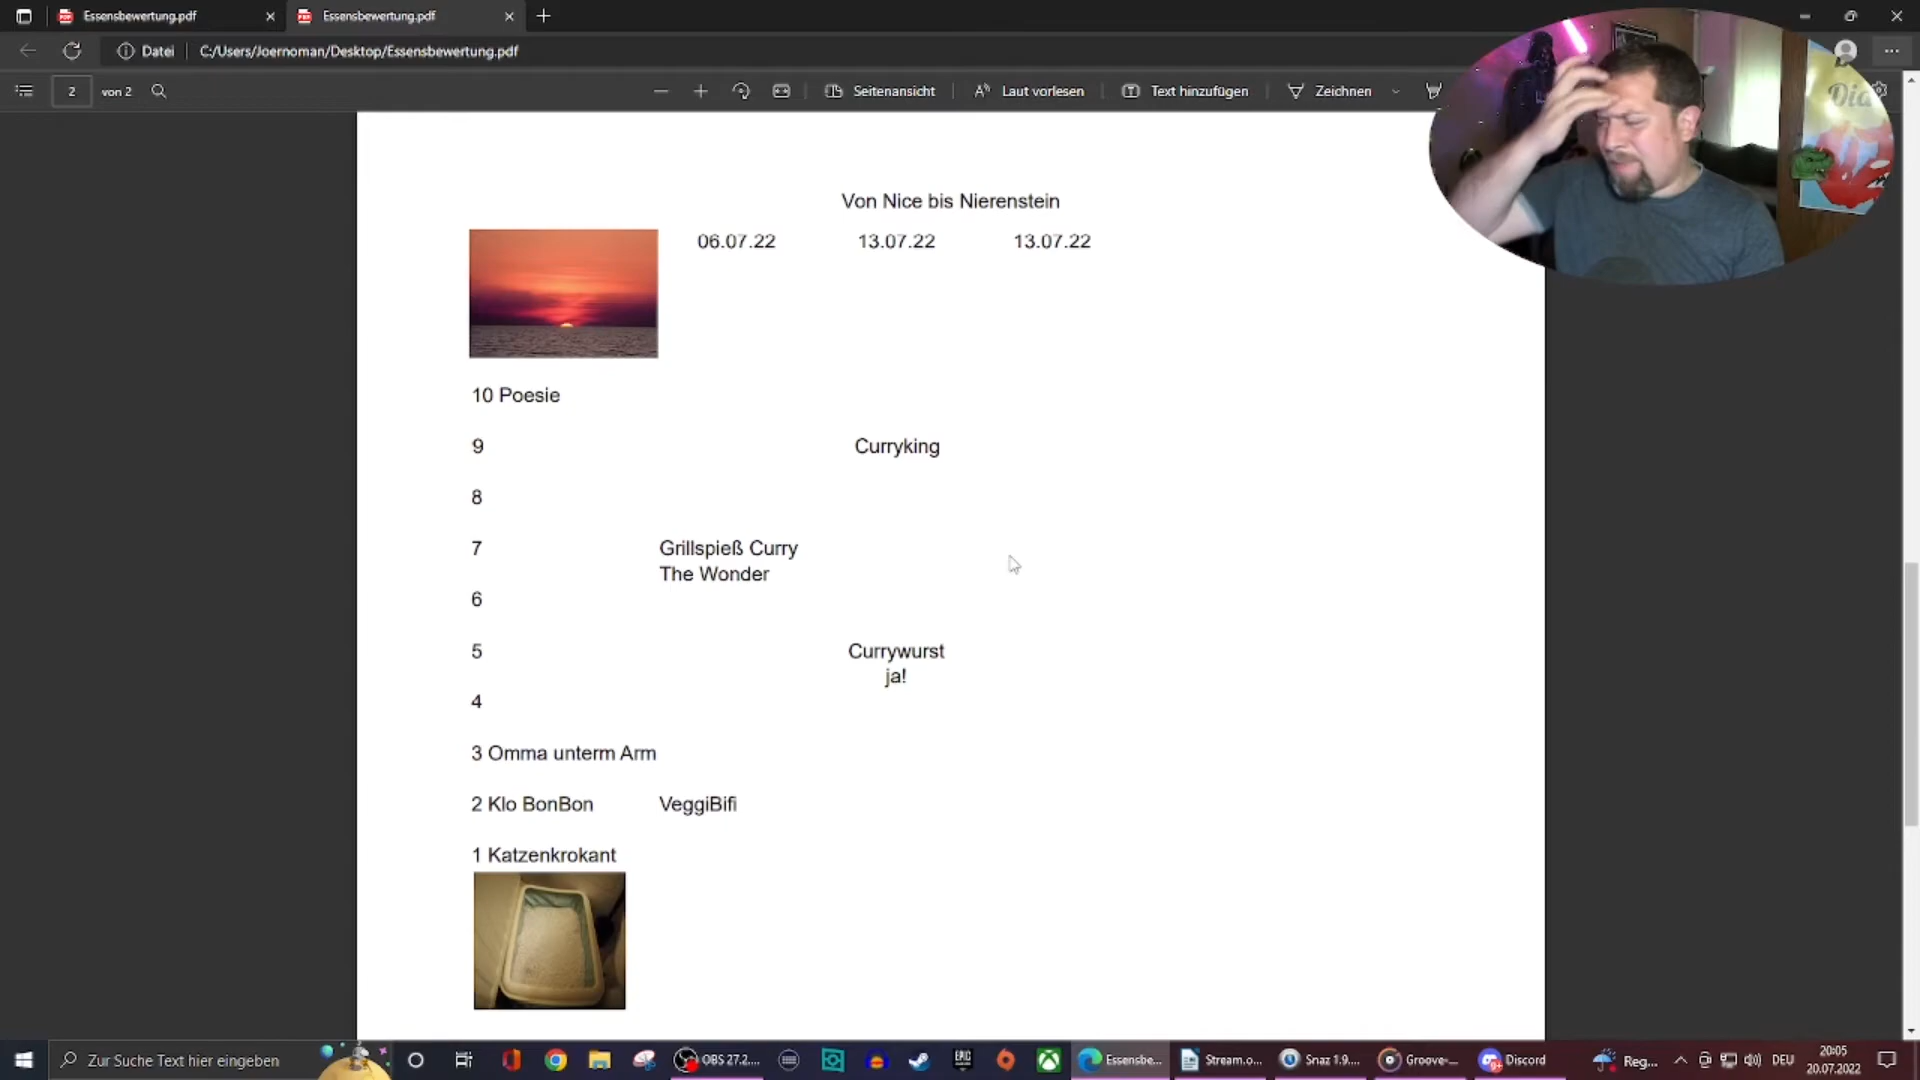 Essensbewertung.pdf
Essensbewertung.pdf
Datei
C:/Users/Joernoman/Desktop/Essensbewertung.pdf
2 von 2
Seitenansicht
Laut vorlesen
Text hinzufügen
Zeichnen
Von Nice bis Nierenstein
06.07.22 13.07.22 13.07.22
10 Poesie
9 Curryking
8
7 Grillspieß Curry
The Wonder
6
5 Currywurst
ja!
4
3 Omma unterm Arm
2 Klo BonBon VeggiBifi
1 Katzenkrokant
Zur Suche Text hier eingeben
OBS 27.2....
EPIC
Essensbe...
Stream.o...
Snaz 1.9....
Groove-...
Discord
Reg...
DEU
20:05
20.07.2022